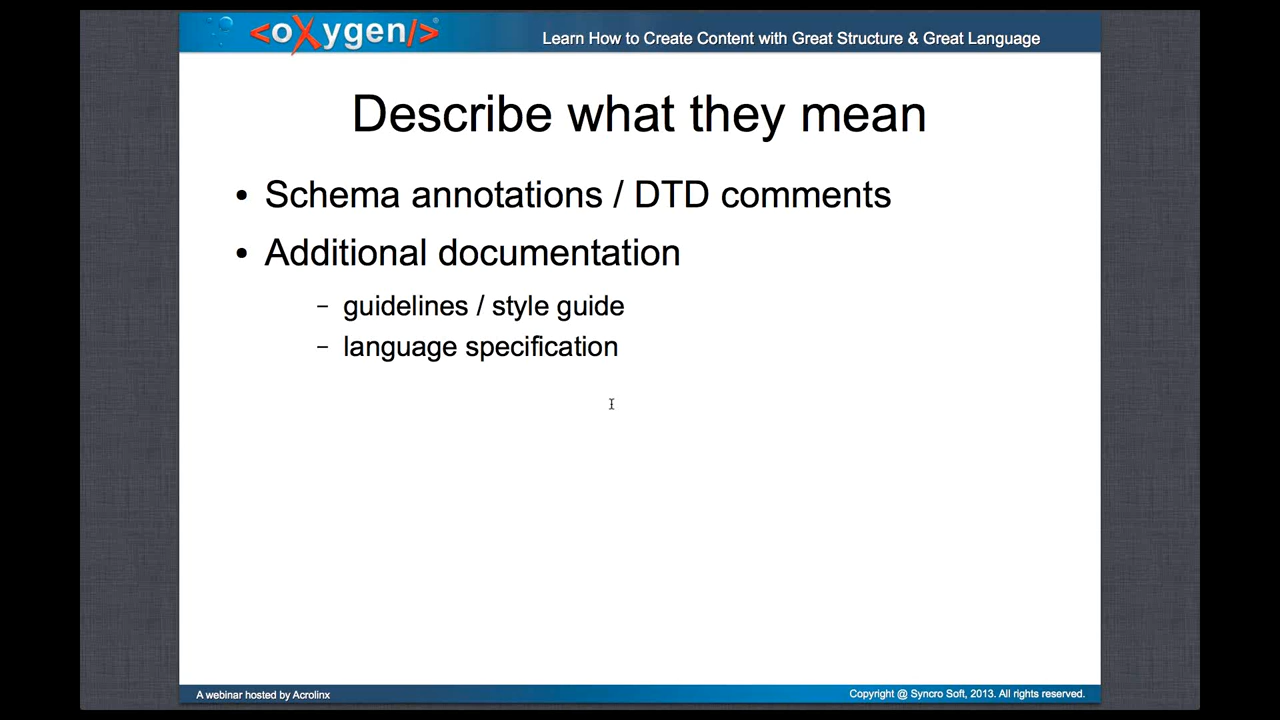 <oXygen/>®
Learn How to Create Content with Great Structure & Great Language
Describe what they mean
• Schema annotations / DTD comments
• Additional documentation
– guidelines / style guide
– language specification
A webinar hosted by Acrolinx
Copyright @ Syncro Soft, 2013. All rights reserved.